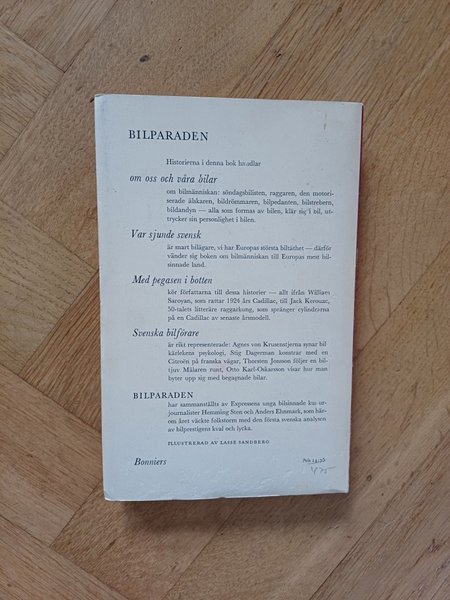 BILPARADEN
Historierna i denna bok handlar
om oss och våra bilar
om bilmänniskan: söndagsbilisten, raggaren, den motori-
serade älskaren, bildrömmaren, bilpedanten, bilstrebern,
bildandyn — alla som formas av bilen, klär sig i bil, ut-
trycker sin personlighet i bilen.
Var sjunde svensk
är snart bilägare, vi har Europas största biltäthet — därför
vänder sig boken om bilmänniskan till Europas mest bil-
sinnade land.
Med pegasen i botten
kör författarna till dessa historier — allt ifrån William
Saroyan, som rattar 1924 års Cadillac, till Jack Kerouac,
50-talets litterära raggarkung, som spränger cylindrarna
på en Cadillac av senaste årsmodell.
Svenska bilförare
är rikt representerade: Agnes von Krusenstjerna synar bil
kärlekens psykologi, Stig Dagerman konstrar med en
Citroën på franska vägar, Thorsten Jonsson följer en bil-
tjuv Mälaren runt, Otto Karl-Oskarsson visar hur man
byter upp sig med begagnade bilar.
BILPARADEN
har sammanställts av Expressens unga bilsinnade kultur-
journalister Hemming Sten och Anders Ehnmark, som här-
om året väckte folkstorm med den första svenska analysen
av bilprestigens kval och lycka.
ILLUSTRERAD AV LASSE SANDBERG
Bonniers